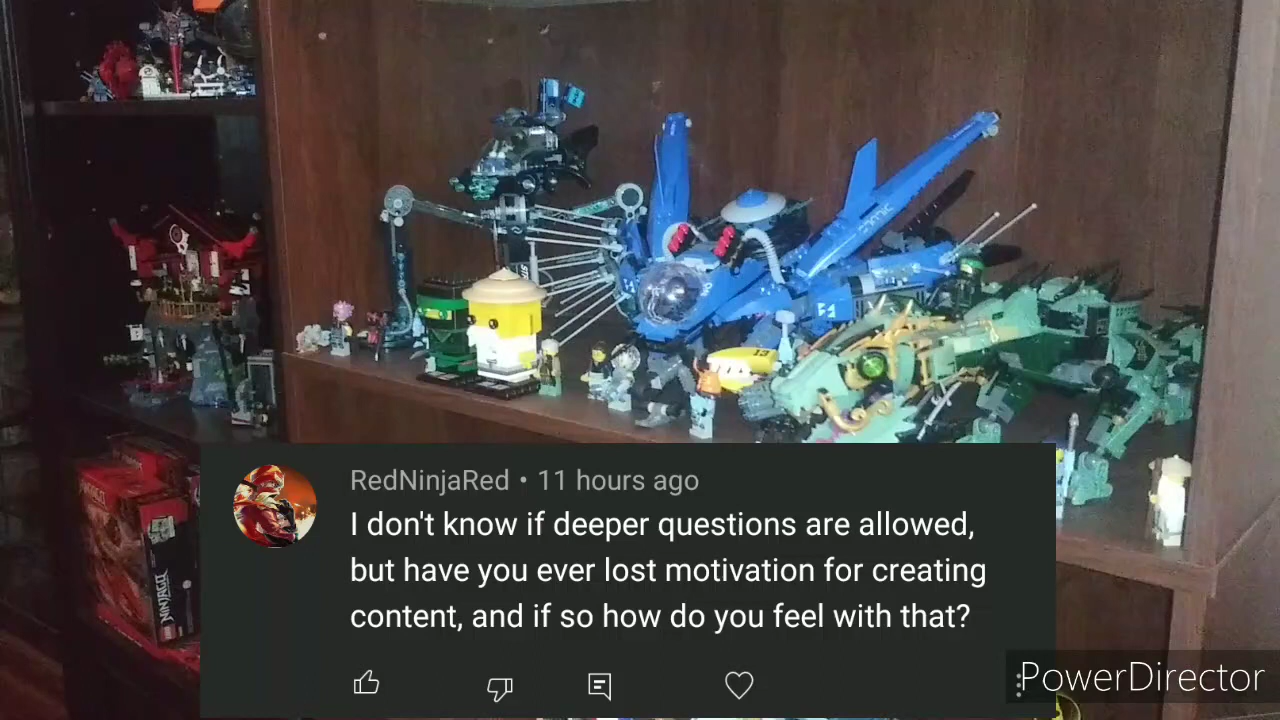 RedNinjaRed • 11 hours ago
I don't know if deeper questions are allowed,
but have you ever lost motivation for creating
content, and if so how do you feel with that?
NINJAGO
PowerDirector